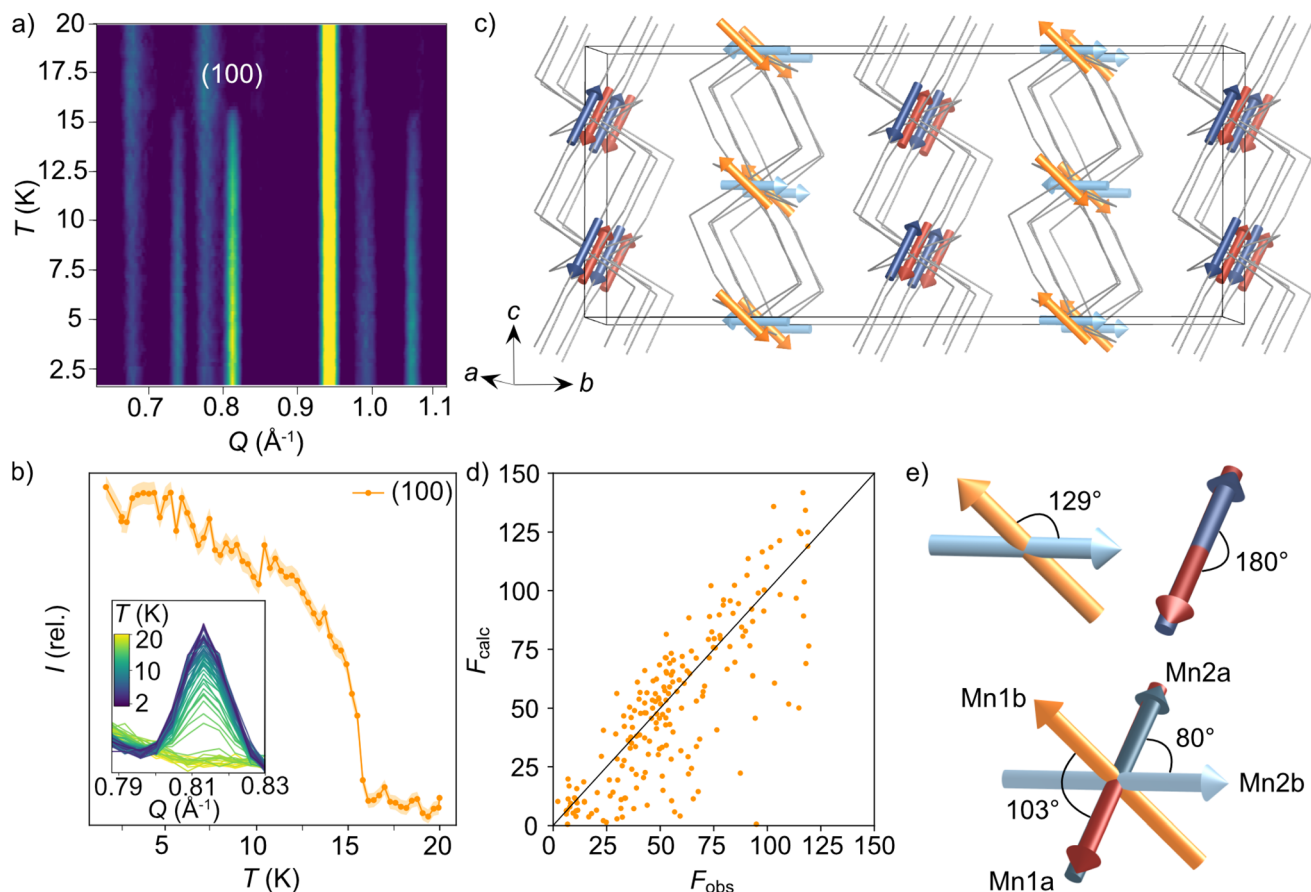 a)
20
17.5
15
12.5
10
7.5
5
2.5
T (K)
(100)
0.7
0.8
0.9
1.0
1.1
Q (Å⁻¹)
b)
I (rel.)
(100)
T (K)
20
10
2
0.79
0.81
0.83
Q (Å⁻¹)
5
10
15
20
T (K)
c)
c
a
b
d)
150
125
100
75
50
25
0
F_calc
0
25
50
75
100
125
150
F_obs
e)
129°
180°
Mn1b
Mn2a
80°
Mn2b
103°
Mn1a